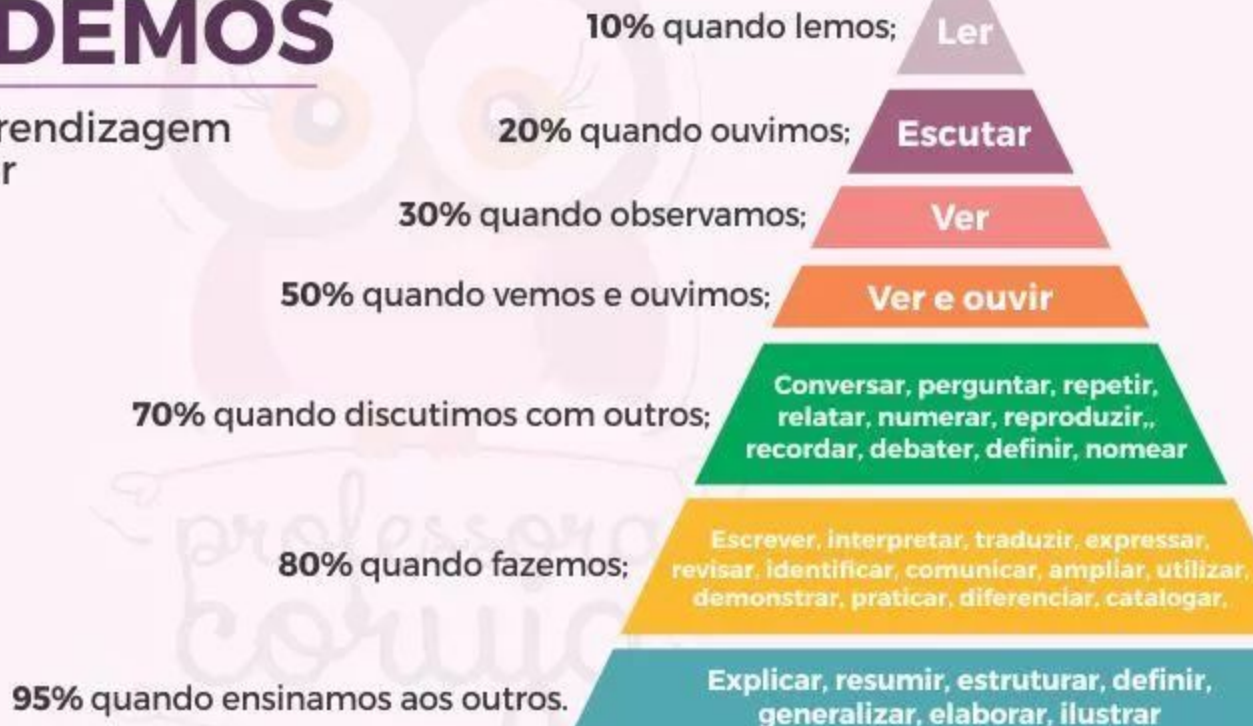 DEMOS
rendizagem
r
10% quando lemos;
Ler
20% quando ouvimos;
Escutar
30% quando observamos;
Ver
50% quando vemos e ouvimos;
Ver e ouvir
70% quando discutimos com outros;
Conversar, perguntar, repetir,
relatar, numerar, reproduzir,,
recordar, debater, definir, nomear
80% quando fazemos;
Escrever, interpretar, traduzir, expressar,
revisar, identificar, comunicar, ampliar, utilizar,
demonstrar, praticar, diferenciar, catalogar.
95% quando ensinamos aos outros.
Explicar, resumir, estruturar, definir,
generalizar, elaborar, ilustrar
professora
coruja